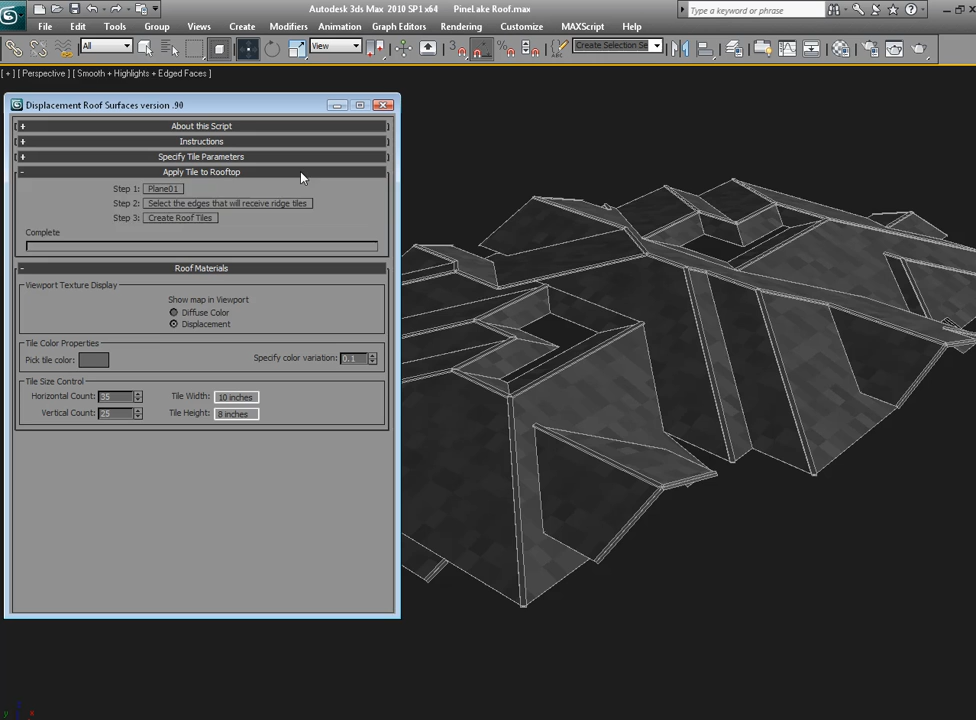 Autodesk 3ds Max 2010 SP1 x64 PineLake Roof.max
Type a keyword or phrase
File Edit Tools Group Views Create Modifiers Animation Graph Editors Rendering Customize MAXScript Help
All View Create Selection Se
[ + ] [ Perspective ] [ Smooth + Highlights + Edged Faces ]
Displacement Roof Surfaces version .90
+ About this Script
+ Instructions
+ Specify Tile Parameters
- Apply Tile to Rooftop
Step 1: Plane01
Step 2: Select the edges that will receive ridge tiles
Step 3: Create Roof Tiles
Complete
- Roof Materials
Viewport Texture Display
Show map in Viewport
Diffuse Color
Displacement
Tile Color Properties
Pick tile color: Specify color variation: 0.1
Tile Size Control
Horizontal Count: 35 Tile Width: 10 inches
Vertical Count: 25 Tile Height: 8 inches
y x